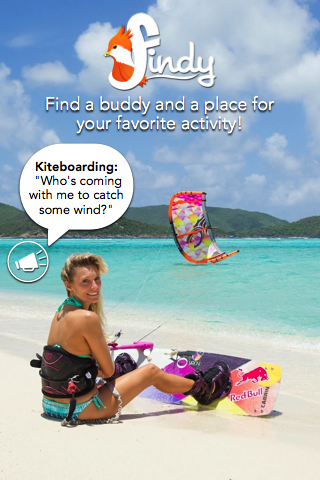 findy
Find a buddy and a place for
your favorite activity!
Kiteboarding:
"Who's coming
with me to catch
some wind?"
Red Bull